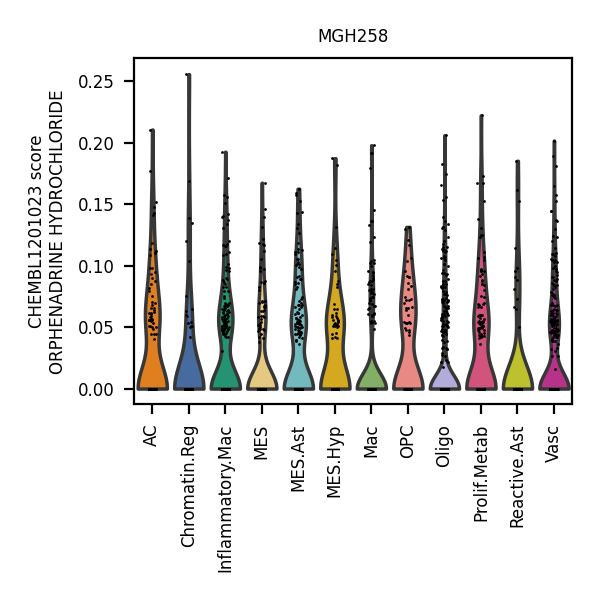 MGH258
CHEMBL1201023 score
ORPHENADRINE HYDROCHLORIDE
0.25
0.20
0.15
0.10
0.05
0.00
AC
Chromatin.Reg
Inflammatory.Mac
MES
MES.Ast
MES.Hyp
Mac
OPC
Oligo
Prolif.Metab
Reactive.Ast
Vasc